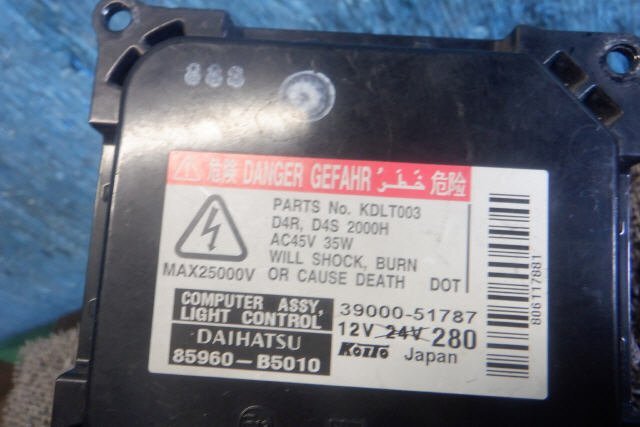 888
危険 DANGER GEFAHR خَطَرْ 危险
PARTS No. KDLT003
D4R, D4S 2000H
AC45V 35W
WILL SHOCK, BURN
OR CAUSE DEATH DOT
MAX25000V
COMPUTER ASSY,
LIGHT CONTROL
39000-51787
12V 24V 280
DAIHATSU
85960-B5010
KOITO Japan
806117881